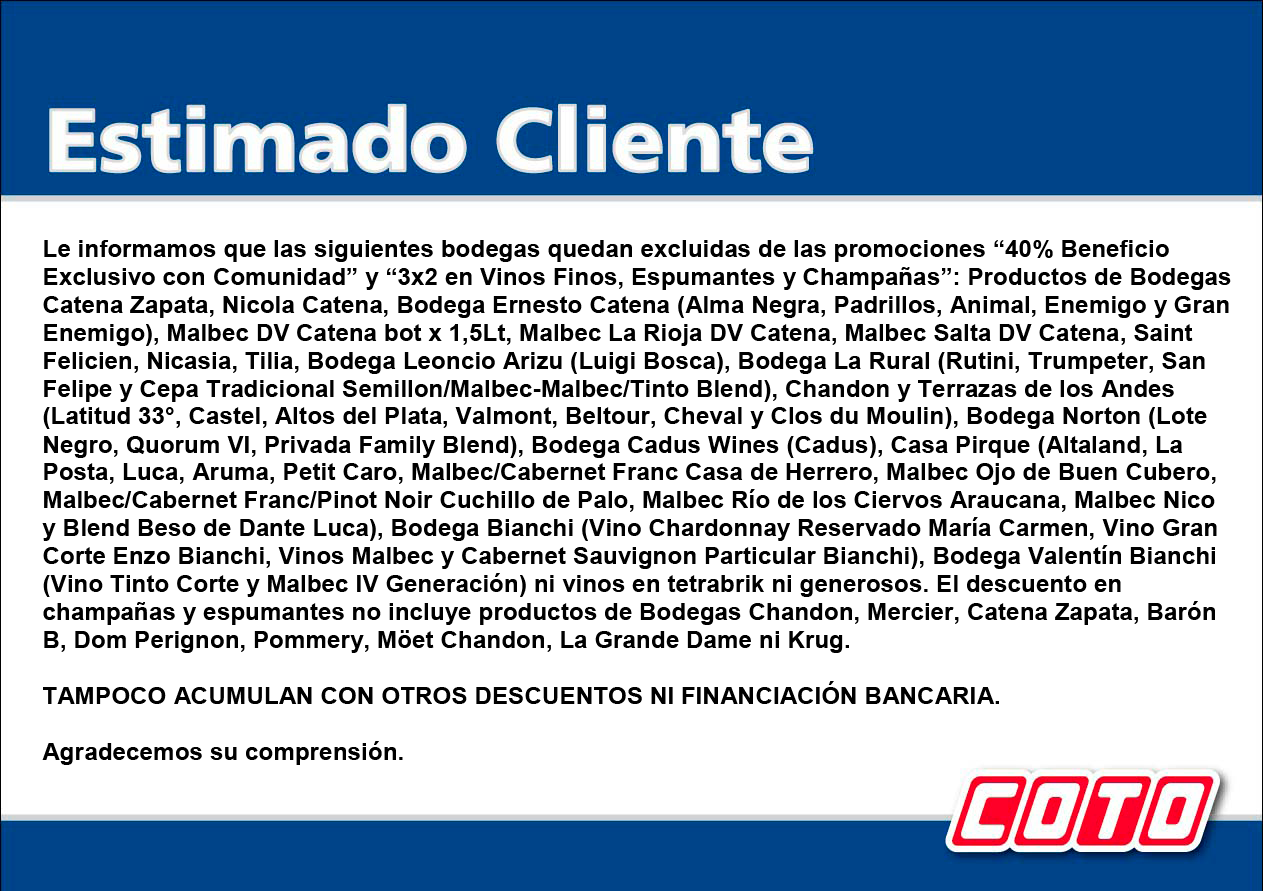 Estimado Cliente
Le informamos que las siguientes bodegas quedan excluidas de las promociones “40% Beneficio
Exclusivo con Comunidad” y “3x2 en Vinos Finos, Espumantes y Champañas”: Productos de Bodegas
Catena Zapata, Nicola Catena, Bodega Ernesto Catena (Alma Negra, Padrillos, Animal, Enemigo y Gran
Enemigo), Malbec DV Catena bot x 1,5Lt, Malbec La Rioja DV Catena, Malbec Salta DV Catena, Saint
Felicien, Nicasia, Tilia, Bodega Leoncio Arizu (Luigi Bosca), Bodega La Rural (Rutini, Trumpeter, San
Felipe y Cepa Tradicional Semillon/Malbec-Malbec/Tinto Blend), Chandon y Terrazas de los Andes
(Latitud 33°, Castel, Altos del Plata, Valmont, Beltour, Cheval y Clos du Moulin), Bodega Norton (Lote
Negro, Quorum VI, Privada Family Blend), Bodega Cadus Wines (Cadus), Casa Pirque (Altaland, La
Posta, Luca, Aruma, Petit Caro, Malbec/Cabernet Franc Casa de Herrero, Malbec Ojo de Buen Cubero,
Malbec/Cabernet Franc/Pinot Noir Cuchillo de Palo, Malbec Río de los Ciervos Araucana, Malbec Nico
y Blend Beso de Dante Luca), Bodega Bianchi (Vino Chardonnay Reservado María Carmen, Vino Gran
Corte Enzo Bianchi, Vinos Malbec y Cabernet Sauvignon Particular Bianchi), Bodega Valentín Bianchi
(Vino Tinto Corte y Malbec IV Generación) ni vinos en tetrabrik ni generosos. El descuento en
champañas y espumantes no incluye productos de Bodegas Chandon, Mercier, Catena Zapata, Barón
B, Dom Perignon, Pommery, Möet Chandon, La Grande Dame ni Krug.
TAMPOCO ACUMULAN CON OTROS DESCUENTOS NI FINANCIACIÓN BANCARIA.
Agradecemos su comprensión.
COTO